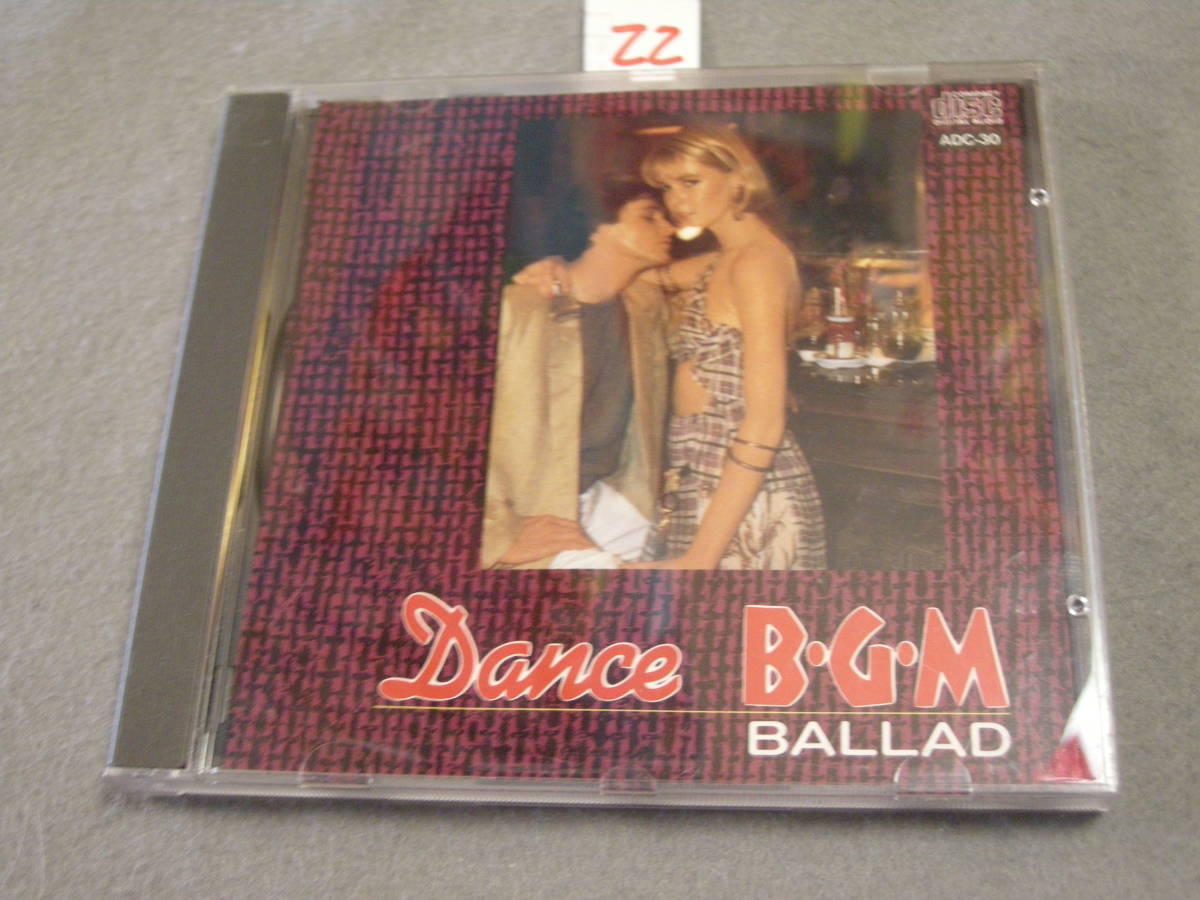 22
COMPACT
disc
DIGITAL AUDIO
ADC-30
Dance B·G·M
BALLAD